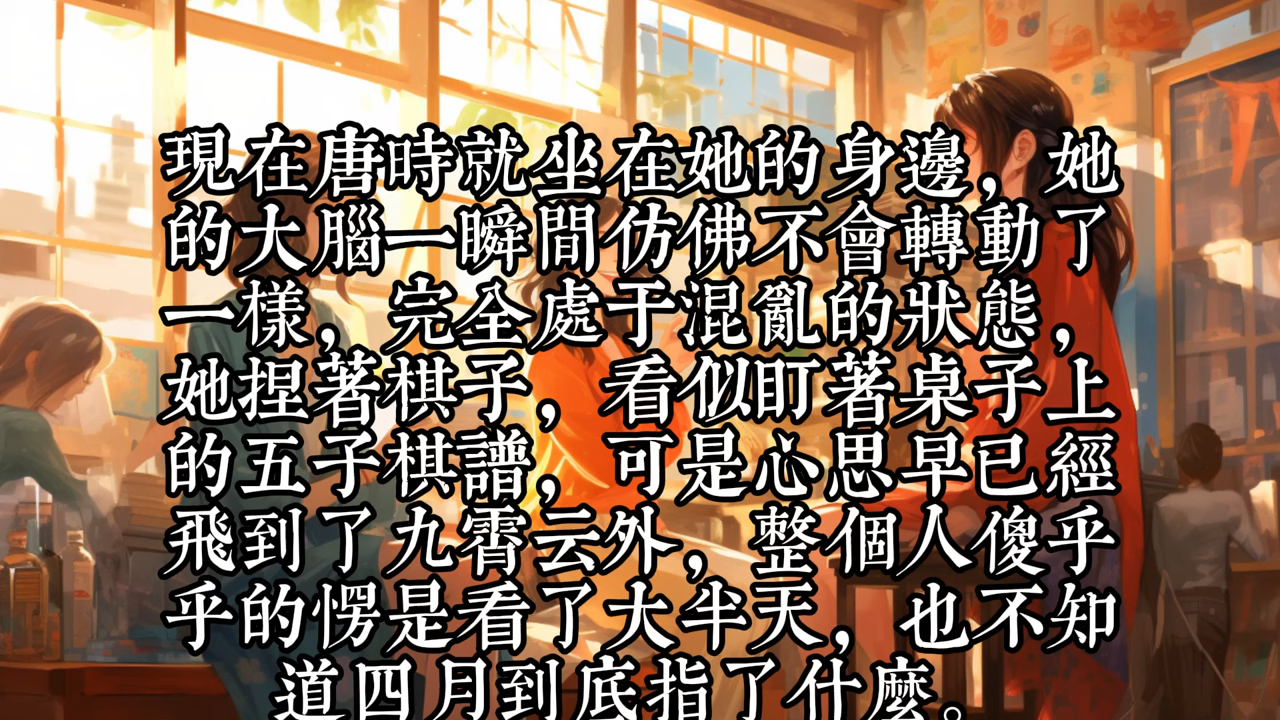 現在唐時就坐在她的身邊，她
的大腦一瞬間仿佛不會轉動了
一樣，完全處于混亂的狀態，
她捏著棋子，看似盯著桌子上
的五子棋譜，可是心思早已經
飛到了九霄云外，整個人傻乎
乎的愣是看了大半天，也不知
道四月到底指了什麼。